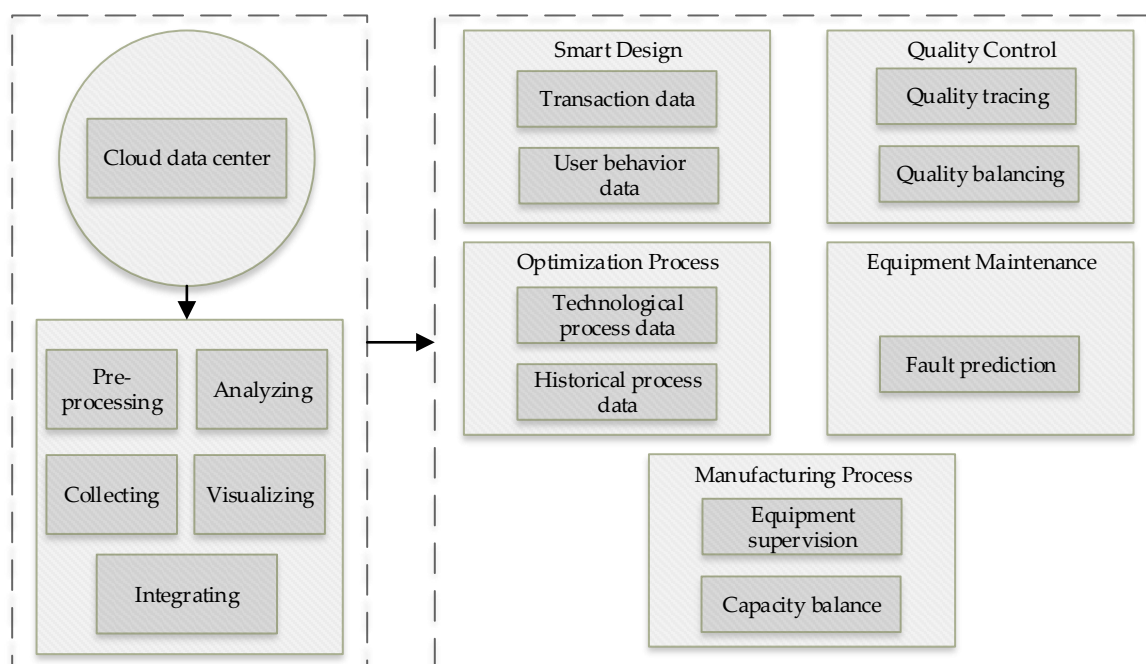 Cloud data center
Pre-
processing
Analyzing
Collecting
Visualizing
Integrating
Smart Design
Transaction data
User behavior
data
Quality Control
Quality tracing
Quality balancing
Optimization Process
Technological
process data
Historical process
data
Equipment Maintenance
Fault prediction
Manufacturing Process
Equipment
supervision
Capacity balance